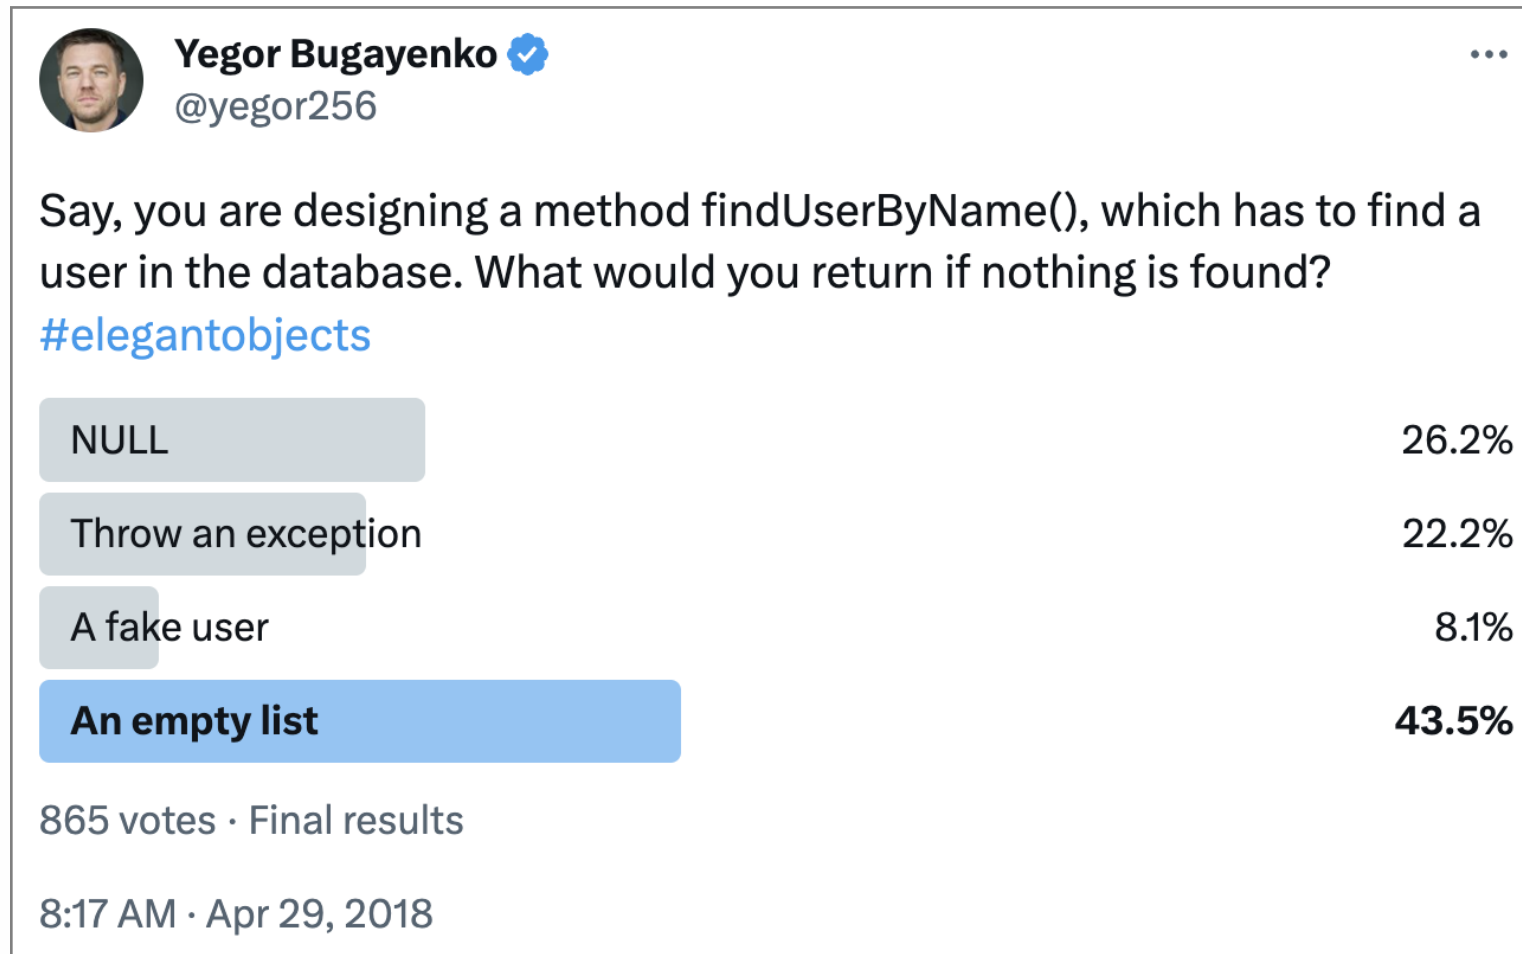 Yegor Bugayenko
@yegor256
Say, you are designing a method findUserByName(), which has to find a
user in the database. What would you return if nothing is found?
#elegantobjects
NULL 26.2%
Throw an exception 22.2%
A fake user 8.1%
An empty list 43.5%
865 votes · Final results
8:17 AM · Apr 29, 2018